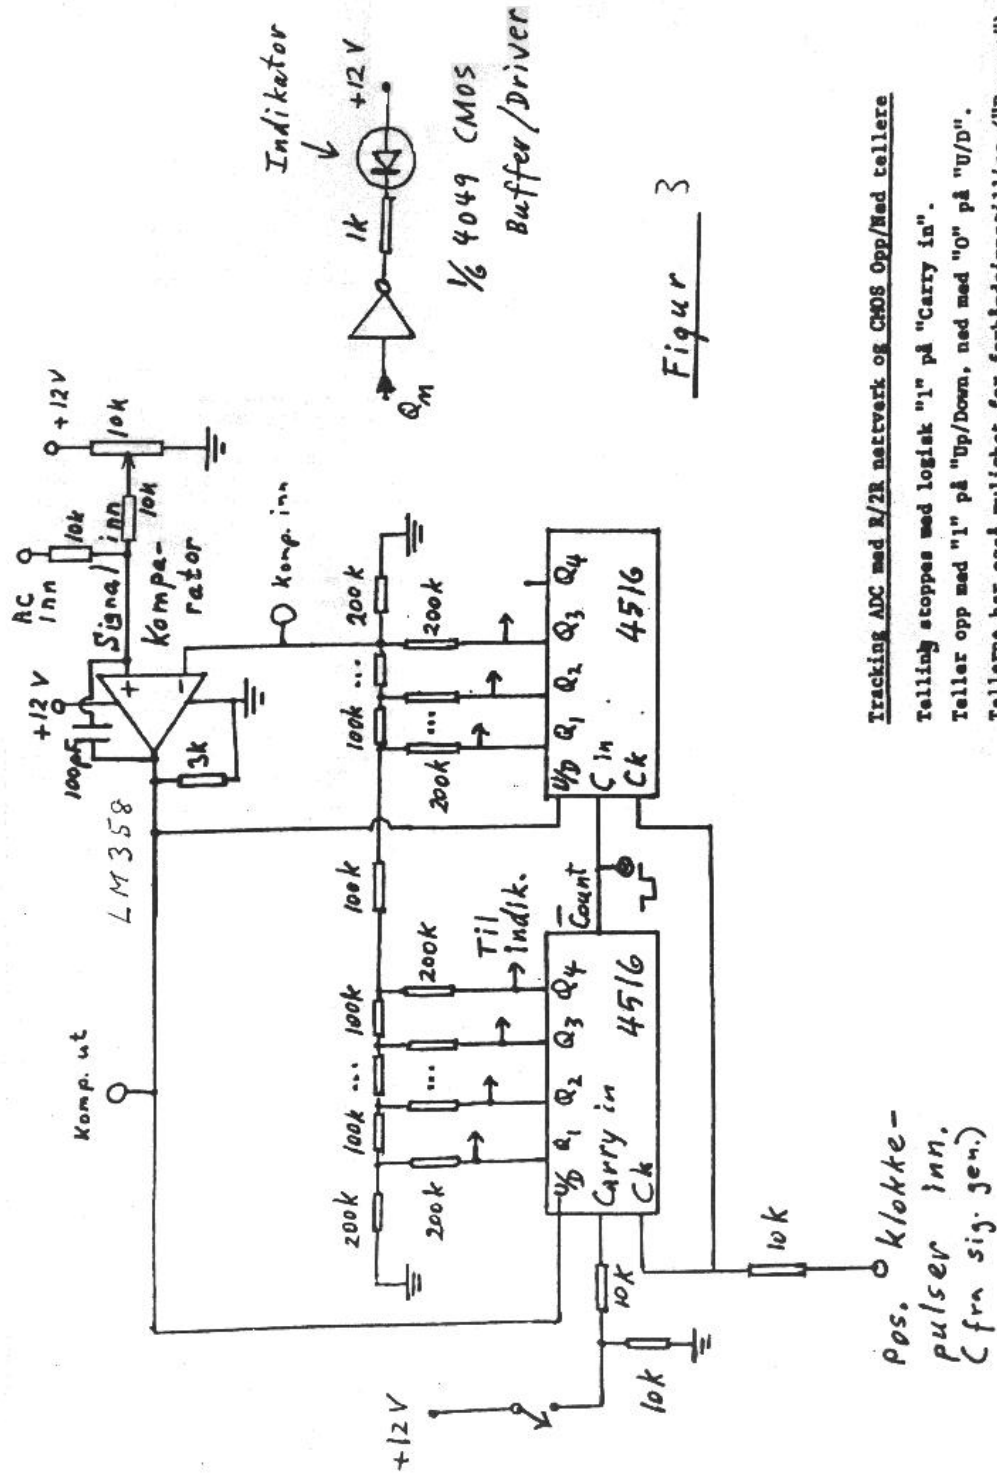 Indikator
+12V
1k
1/6 4049 CMOS
Buffer/Driver
QM
Figur 3
+12V
10k
10k
AC
Inn
10k
Signal inn
Kompa-
rator
+12V
100pF
+
-
3k
LM358
Komp. inn
Komp. ut
200k
100k
...
100k
100k
100k
...
100k
200k
200k
...
200k
200k
...
200k
Til
indik.
Q1
Q2
Q3
Q4
U/D
Carry in
Ck
4516
Count
Q1
Q2
Q3
Q4
U/D
C in
Ck
4516
+12V
10k
10k
10k
Pos. klokke-
pulser inn.
(fra sig. gen.)
Tracking ADC med R/2R nettverk og CMOS Opp/Ned tellere
Telling stoppes med logisk "1" på "Carry in".
Teller opp med "1" på "Up/Down, ned med "0" på "U/D".